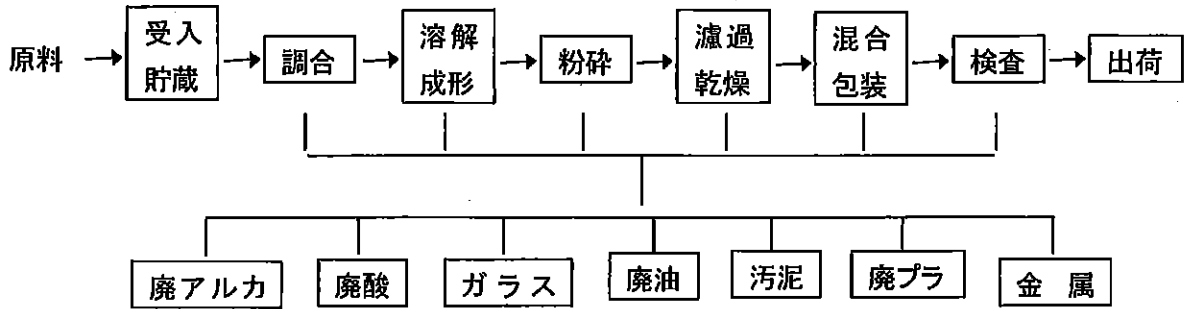 原料
受入
貯蔵
調合
溶解
成形
粉砕
濾過
乾燥
混合
包装
検査
出荷
廃アルカ
廃酸
ガラス
廃油
汚泥
廃プラ
金属